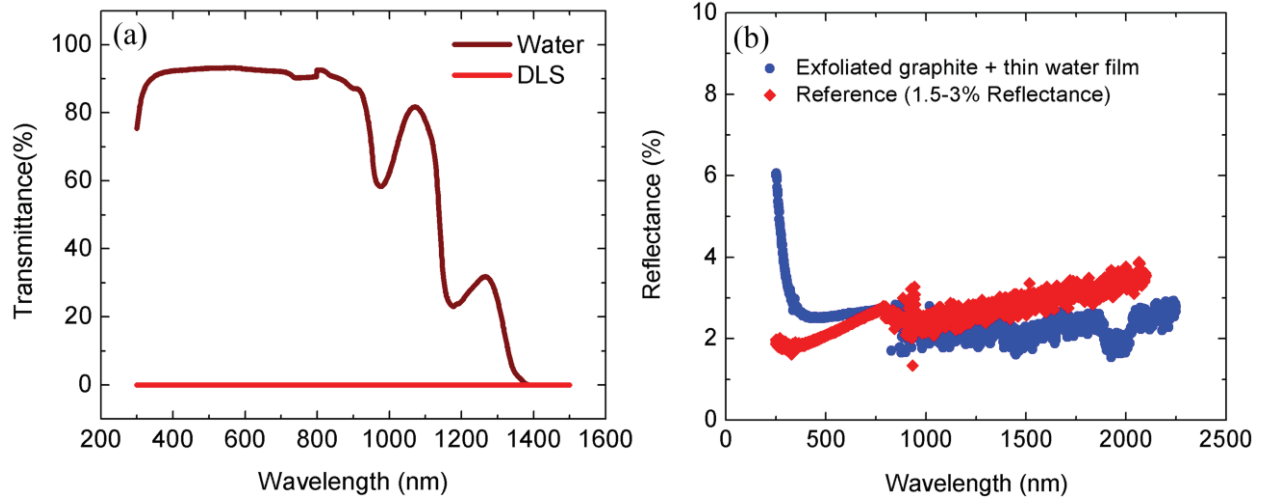 (a)
Water
DLS
Transmittance(%)
100
80
60
40
20
0
200 400 600 800 1000 1200 1400 1600
Wavelength (nm)
(b)
Exfoliated graphite + thin water film
Reference (1.5-3% Reflectance)
Reflectance (%)
10
8
6
4
2
0
0 500 1000 1500 2000 2500
Wavelength (nm)